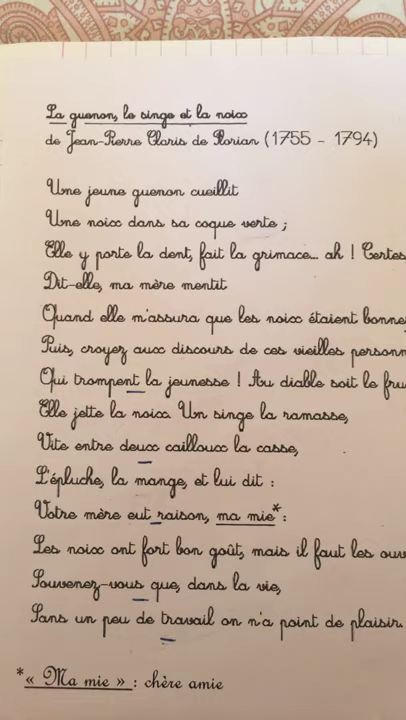 La guenon, le singe et la noix
de Jean-Pierre Claris de Florian (1755 - 1794)
Une jeune guenon cueillit
Une noix dans sa coque verte ;
Elle y porte la dent, fait la grimace... ah ! Certes
Dit-elle, ma mère mentit
Quand elle m'assura que les noix étaient bonne
Puis, croyez aux discours de ces vieilles personn
Qui trompent la jeunesse ! Au diable soit le fru
Elle jette la noix. Un singe la ramasse,
Vite entre deux cailloux la casse,
L'épluche, la mange, et lui dit :
Votre mère eut raison, ma mie* :
Les noix ont fort bon goût, mais il faut les ouv
Souvenez-vous que, dans la vie,
Sans un peu de travail on n'a point de plaisir.
* « Ma mie » : chère amie